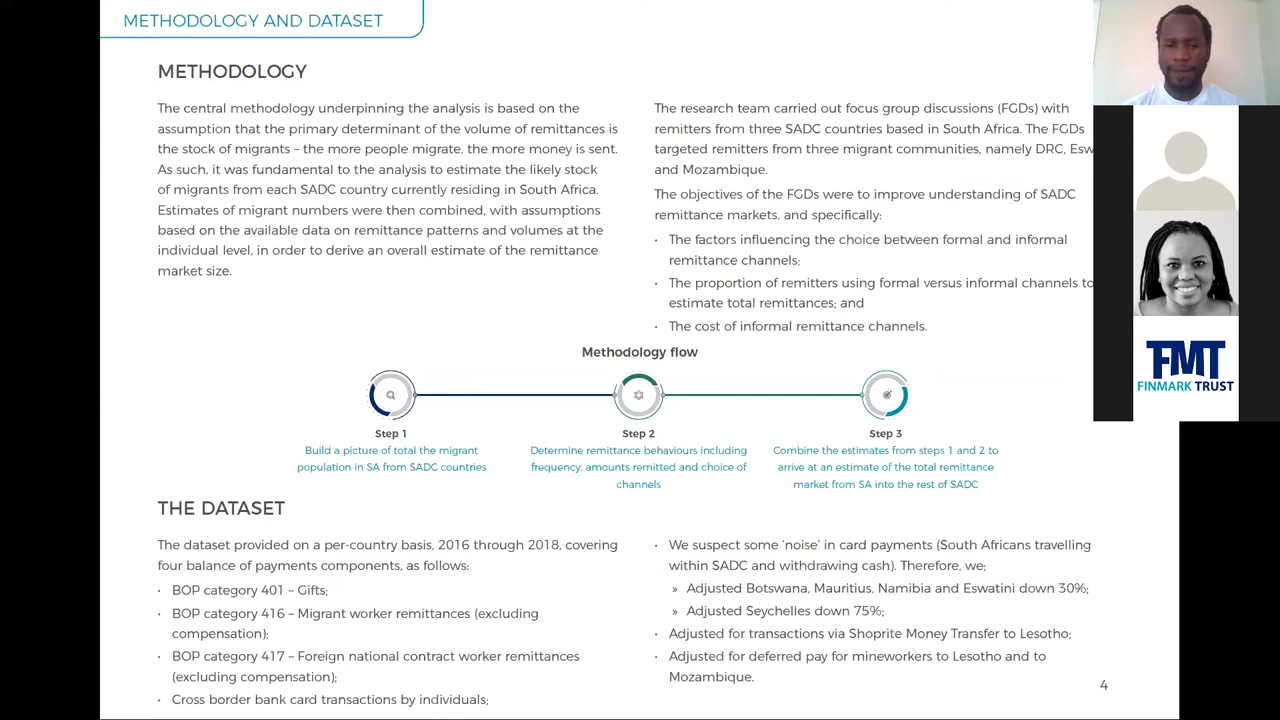 METHODOLOGY AND DATASET
METHODOLOGY
The central methodology underpinning the analysis is based on the
assumption that the primary determinant of the volume of remittances is
the stock of migrants – the more people migrate, the more money is sent.
As such, it was fundamental to the analysis to estimate the likely stock
of migrants from each SADC country currently residing in South Africa.
Estimates of migrant numbers were then combined, with assumptions
based on the available data on remittance patterns and volumes at the
individual level, in order to derive an overall estimate of the remittance
market size.
The research team carried out focus group discussions (FGDs) with
remitters from three SADC countries based in South Africa. The FGDs
targeted remitters from three migrant communities, namely DRC, Esw
and Mozambique.
The objectives of the FGDs were to improve understanding of SADC
remittance markets, and specifically:
· The factors influencing the choice between formal and informal
remittance channels;
· The proportion of remitters using formal versus informal channels to
estimate total remittances; and
· The cost of informal remittance channels.
Methodology flow
Step 1
Build a picture of total the migrant
population in SA from SADC countries
Step 2
Determine remittance behaviours including
frequency, amounts remitted and choice of
channels
Step 3
Combine the estimates from steps 1 and 2 to
arrive at an estimate of the total remittance
market from SA into the rest of SADC
THE DATASET
The dataset provided on a per-country basis, 2016 through 2018, covering
four balance of payments components, as follows:
· BOP category 401 – Gifts;
· BOP category 416 – Migrant worker remittances (excluding
compensation);
· BOP category 417 – Foreign national contract worker remittances
(excluding compensation);
· Cross border bank card transactions by individuals;
· We suspect some ‘noise’ in card payments (South Africans travelling
within SADC and withdrawing cash). Therefore, we;
» Adjusted Botswana, Mauritius, Namibia and Eswatini down 30%;
» Adjusted Seychelles down 75%;
· Adjusted for transactions via Shoprite Money Transfer to Lesotho;
· Adjusted for deferred pay for mineworkers to Lesotho and to
Mozambique.
4
FMT
FINMARK TRUST